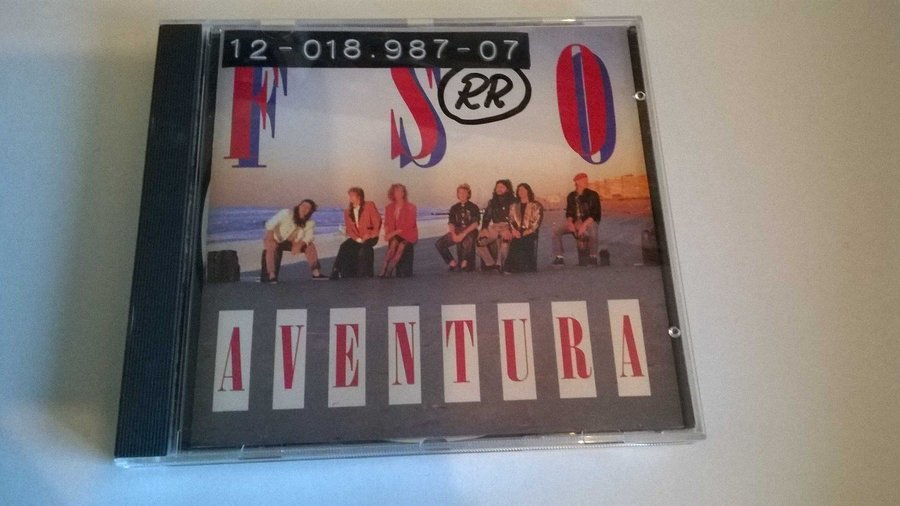 12-018.987-07
RR
F S O
AVENTURA